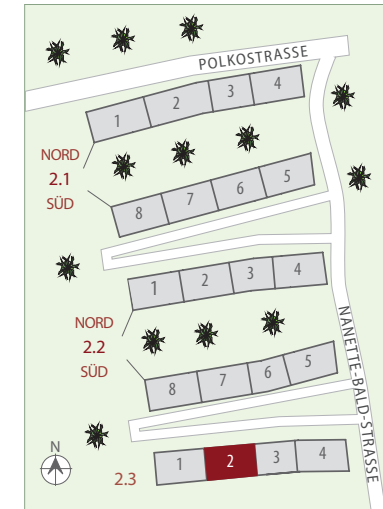 POLKOSTRASSE
1 2 3 4
NORD
2.1
SÜD
8 7 6 5
1 2 3 4
NORD
2.2
SÜD
8 7 6 5
NANETTE-BALD-STRASSE
N
2.3
1 2 3 4